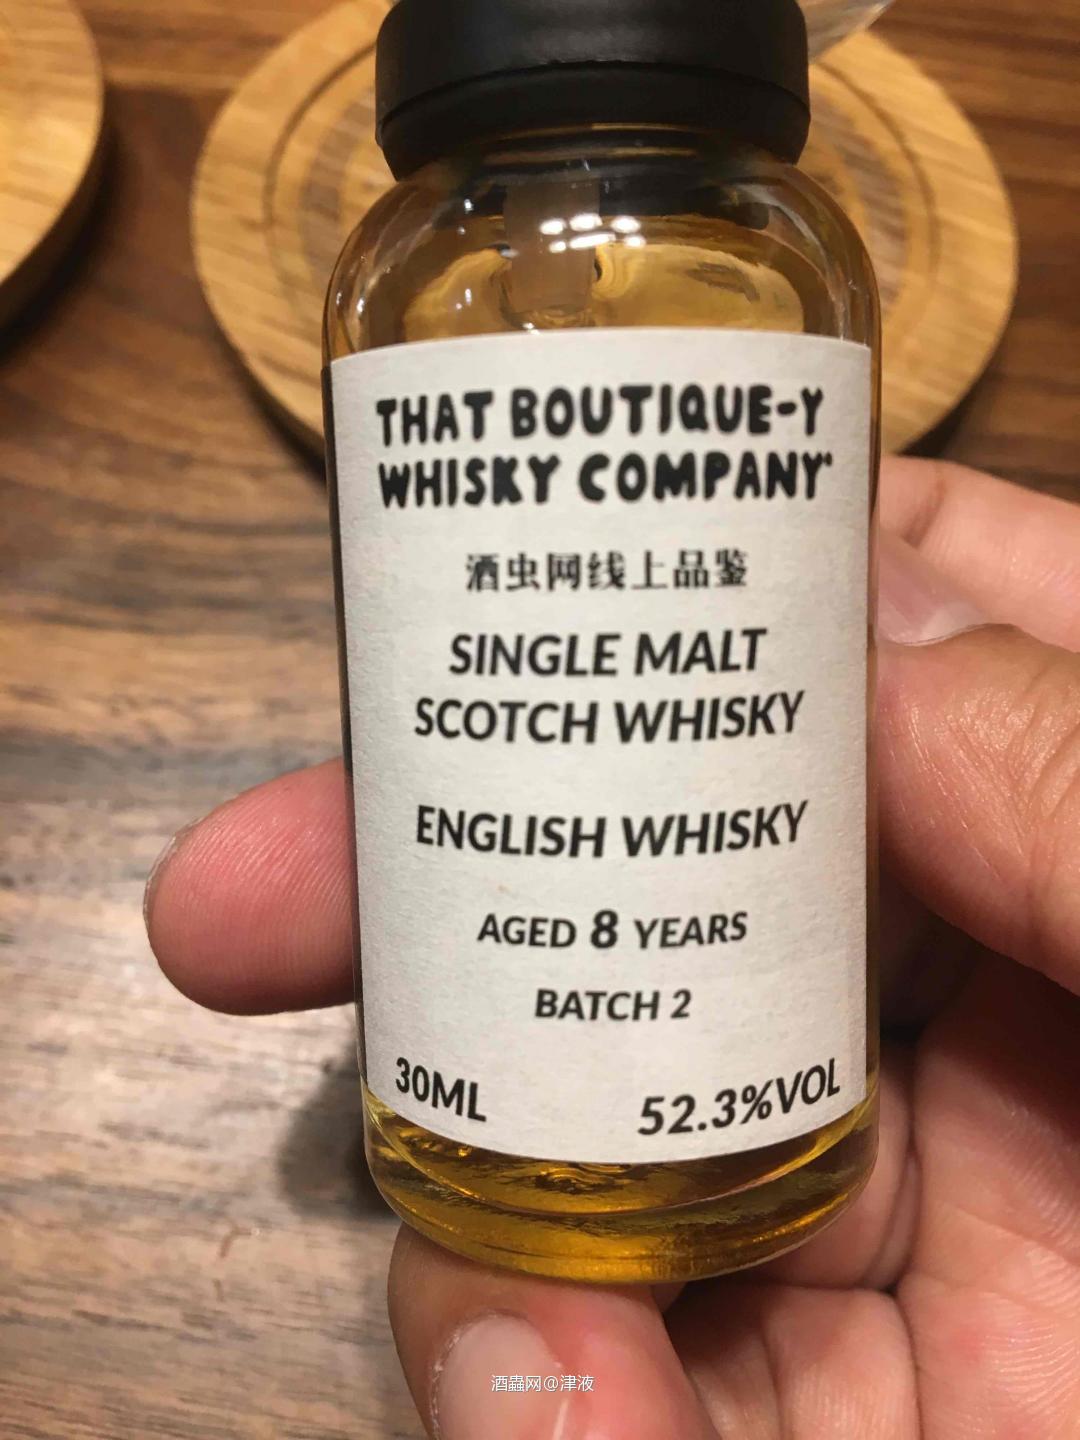 THAT BOUTIQUE-Y
WHISKY COMPANY®
酒虫网线上品鉴
SINGLE MALT
SCOTCH WHISKY
ENGLISH WHISKY
AGED 8 YEARS
BATCH 2
30ML 52.3%VOL
酒蟲网@津液